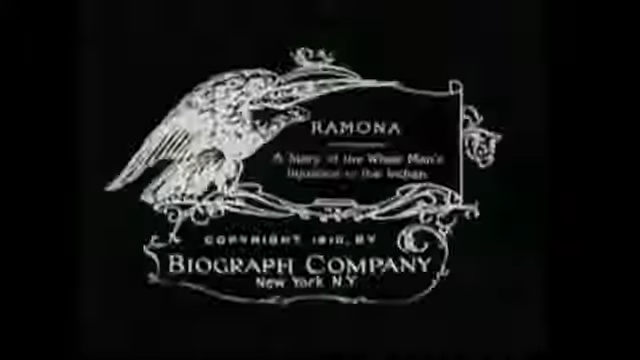 RAMONA
A Story of the White Man's
Injustice to the Indian
COPYRIGHT 1910, BY
BIOGRAPH COMPANY
New York N.Y.